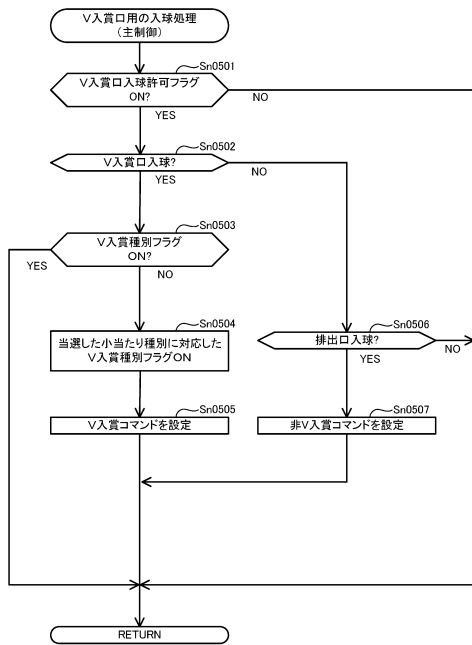 V入賞口用の入球処理
(主制御)
Sn0501
V入賞口入球許可フラグ
ON?
NO
YES
Sn0502
V入賞口入球?
NO
YES
Sn0503
V入賞種別フラグ
ON?
YES
NO
Sn0504
当選した小当たり種別に対応した
V入賞種別フラグON
Sn0506
排出口入球?
NO
YES
Sn0505
V入賞コマンドを設定
Sn0507
非V入賞コマンドを設定
RETURN